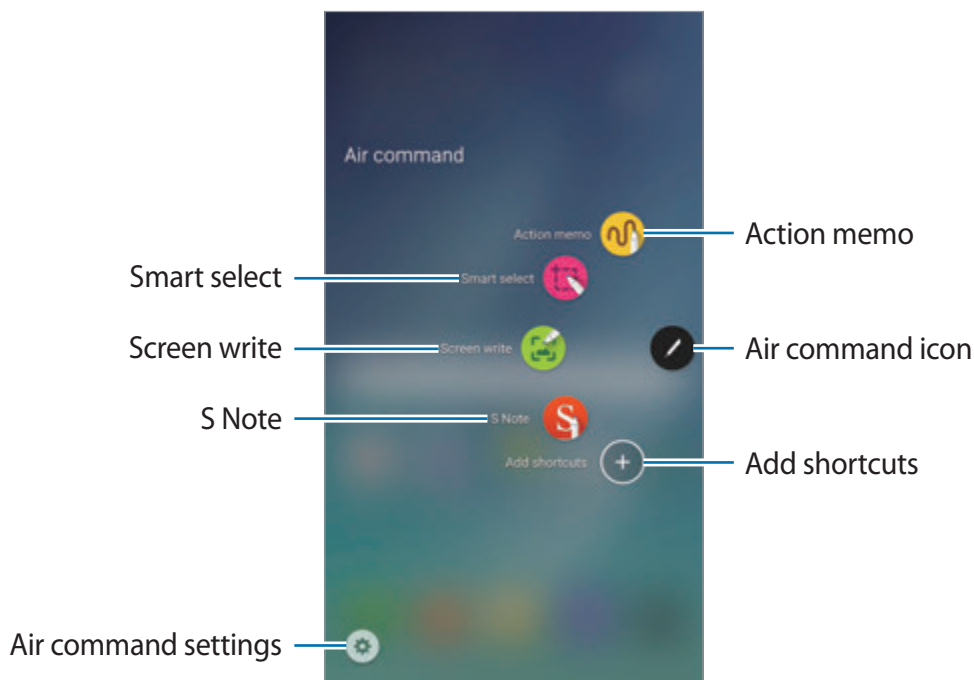 Air command
Action memo
Action memo
Smart select
Smart select
Screen write
Screen write
Air command icon
S Note
S Note
S
Add shortcuts
Add shortcuts
Air command settings